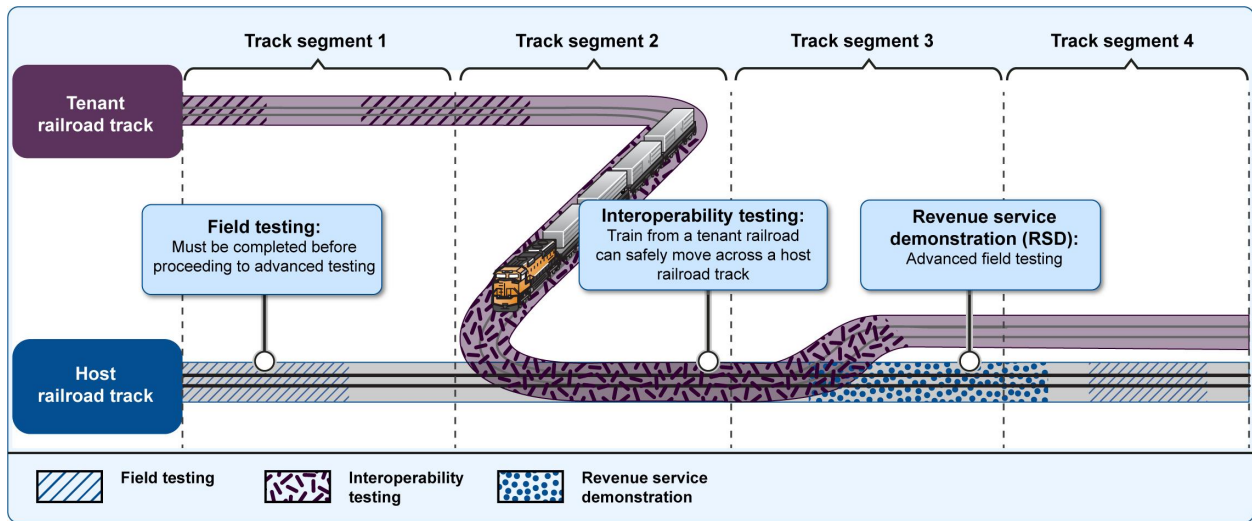 Track segment 1
Track segment 2
Track segment 3
Track segment 4
Tenant
railroad track
Field testing:
Must be completed before
proceeding to advanced testing
Interoperability testing:
Train from a tenant railroad
can safely move across a host
railroad track
Revenue service
demonstration (RSD):
Advanced field testing
Host
railroad track
Field testing
Interoperability
testing
Revenue service
demonstration